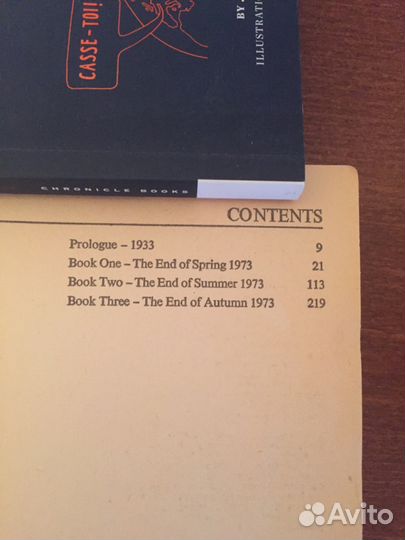 CASSE-TOI!
BY
ILLUSTRATI
CHRONICLE BOOKS
CONTENTS
Prologue – 1933 9
Book One – The End of Spring 1973 21
Book Two – The End of Summer 1973 113
Book Three – The End of Autumn 1973 219
Avito